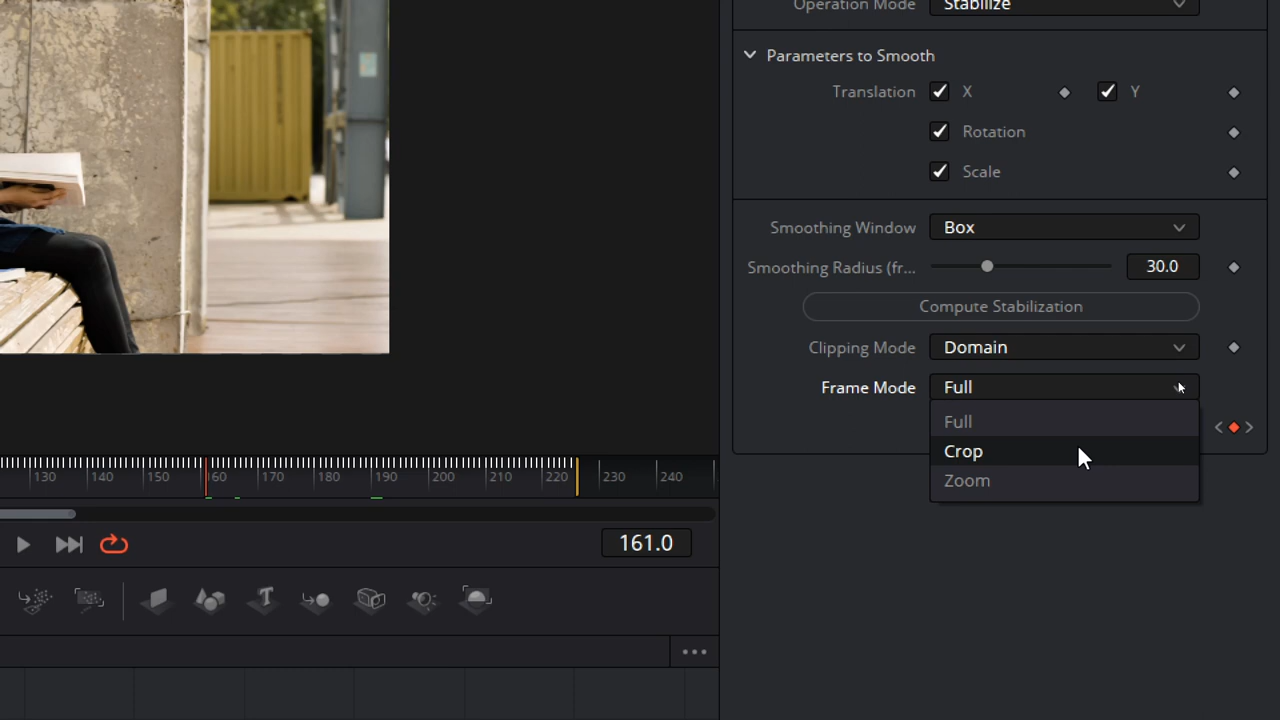 Operation Mode Stabilize
Parameters to Smooth
Translation X Y
Rotation
Scale
Smoothing Window Box
Smoothing Radius (fr... 30.0
Compute Stabilization
Clipping Mode Domain
Frame Mode Full
Full
Crop
Zoom
130 140 150 160 170 180 190 200 210 220 230 240
161.0
T